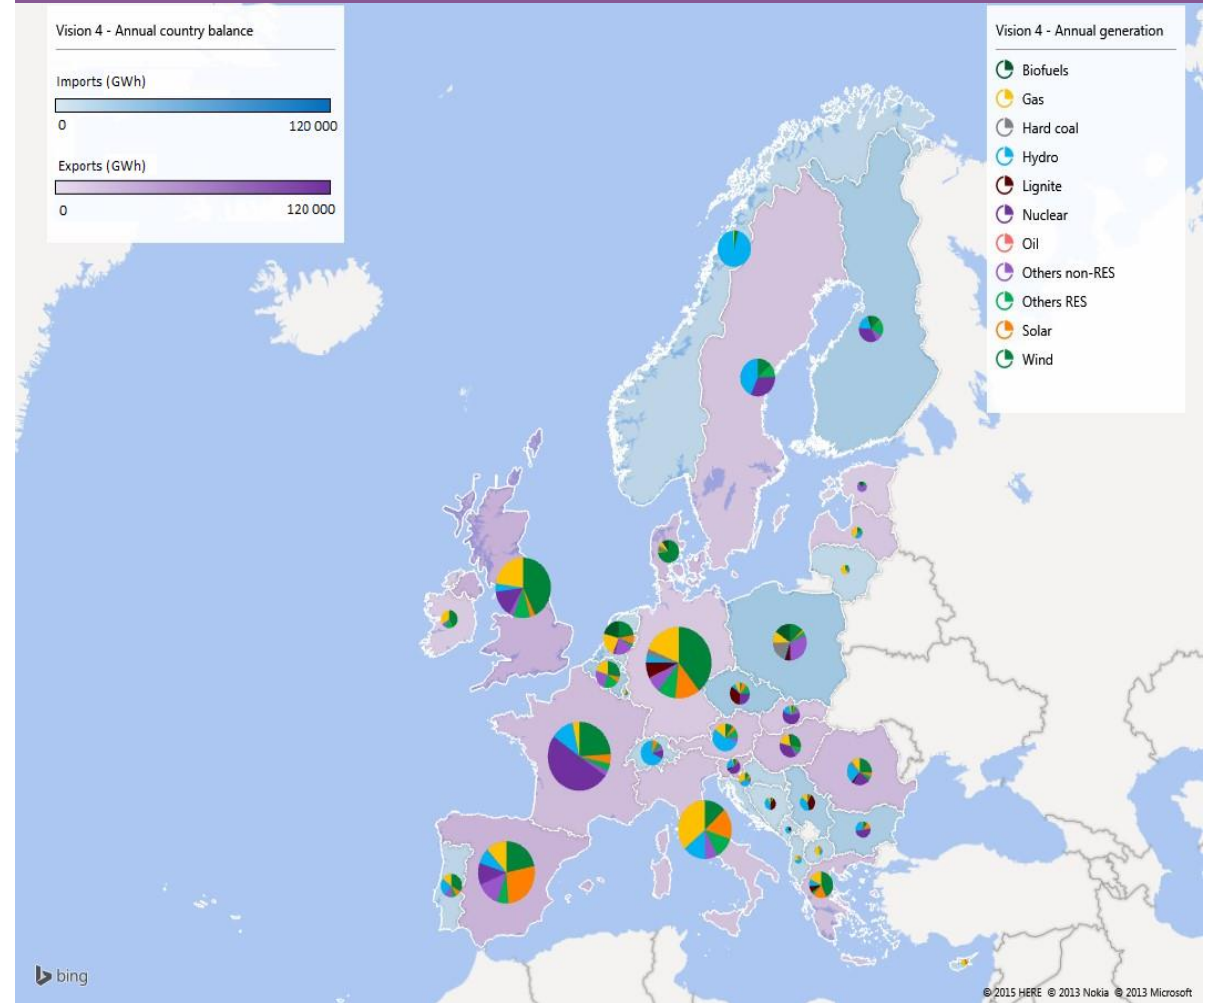 Vision 4 - Annual country balance
Imports (GWh)
0 120 000
Exports (GWh)
0 120 000
Vision 4 - Annual generation
Biofuels
Gas
Hard coal
Hydro
Lignite
Nuclear
Oil
Others non-RES
Others RES
Solar
Wind
bing
© 2015 HERE © 2013 Nokia © 2013 Microsoft